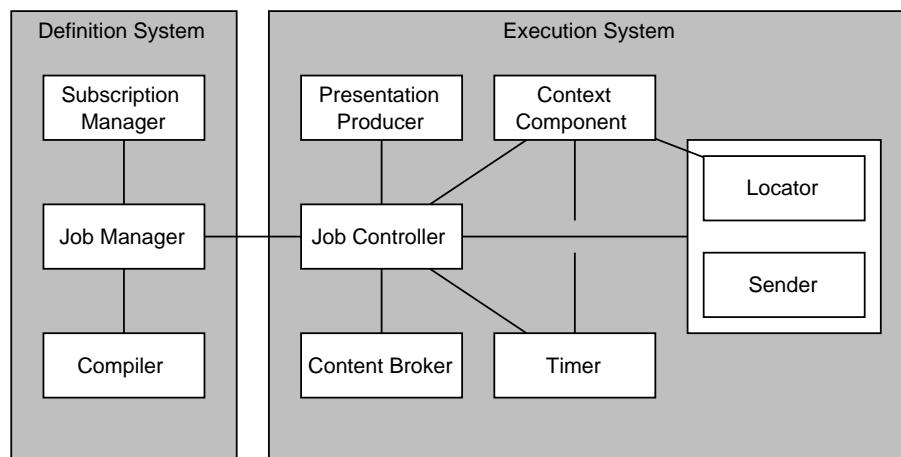 Definition System
Execution System
Subscription
Manager
Presentation
Producer
Context
Component
Locator
Job Manager
Job Controller
Sender
Compiler
Content Broker
Timer